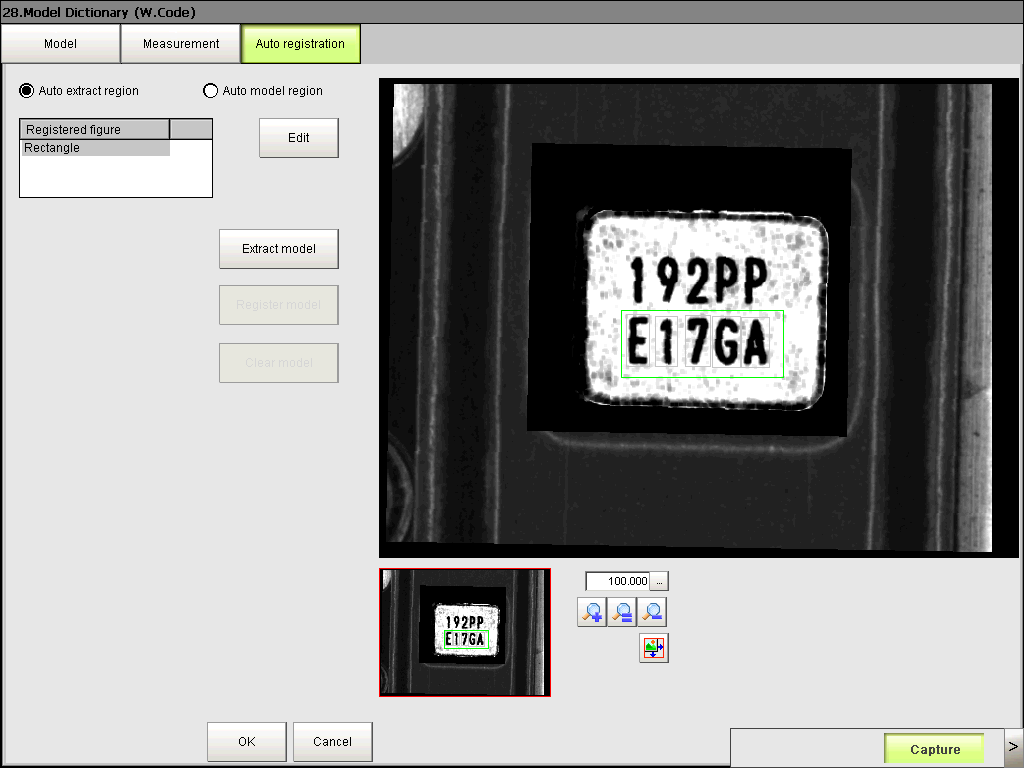 28.Model Dictionary (W.Code)
Model
Measurement
Auto registration
Auto extract region
Auto model region
Registered figure
Rectangle
Edit
Extract model
Register model
Clear model
192PP
E17GA
192PP
E17GA
100.000
...
OK
Cancel
Capture
>